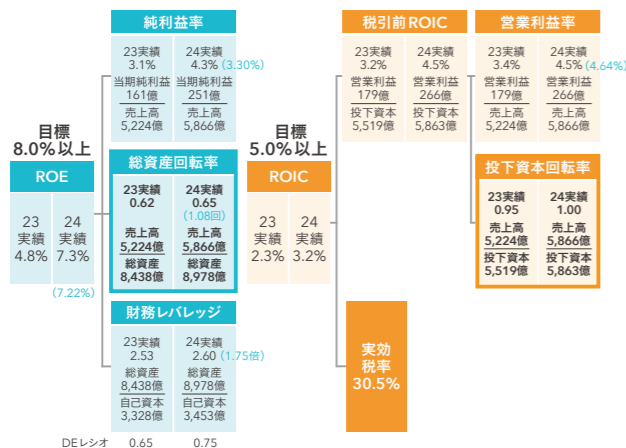 目標
8.0%以上
ROE
23
実績
4.8%
24
実績
7.3%
(7.22%)
純利益率
23実績
3.1%
当期純利益
161億
売上高
5,224億
24実績
4.3%(3.30%)
当期純利益
251億
売上高
5,866億
総資産回転率
23実績
0.62
売上高
5,224億
総資産
8,438億
24実績
0.65
(1.08回)
売上高
5,866億
総資産
8,978億
財務レバレッジ
23実績
2.53
総資産
8,438億
自己資本
3,328億
24実績
2.60(1.75倍)
総資産
8,978億
自己資本
3,453億
DEレシオ 0.65 0.75
目標
5.0%以上
ROIC
23
実績
2.3%
24
実績
3.2%
税引前ROIC
23実績
3.2%
営業利益
179億
投下資本
5,519億
24実績
4.5%
営業利益
266億
投下資本
5,863億
実効
税率
30.5%
営業利益率
23実績
3.4%
営業利益
179億
売上高
5,224億
24実績
4.5%(4.64%)
営業利益
266億
売上高
5,866億
投下資本回転率
23実績
0.95
売上高
5,224億
投下資本
5,519億
24実績
1.00
売上高
5,866億
投下資本
5,863億